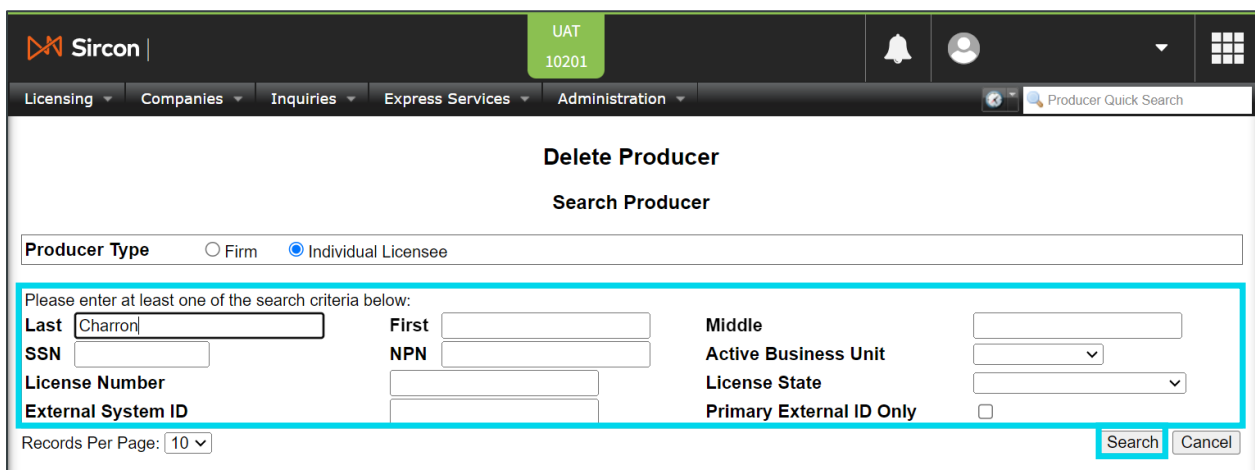 Sircon |
UAT
10201
Licensing Companies Inquiries Express Services Administration Producer Quick Search
Delete Producer
Search Producer
Producer Type Firm Individual Licensee
Please enter at least one of the search criteria below:
Last Charron First Middle
SSN NPN Active Business Unit
License Number License State
External System ID Primary External ID Only
Records Per Page: 10 Search Cancel